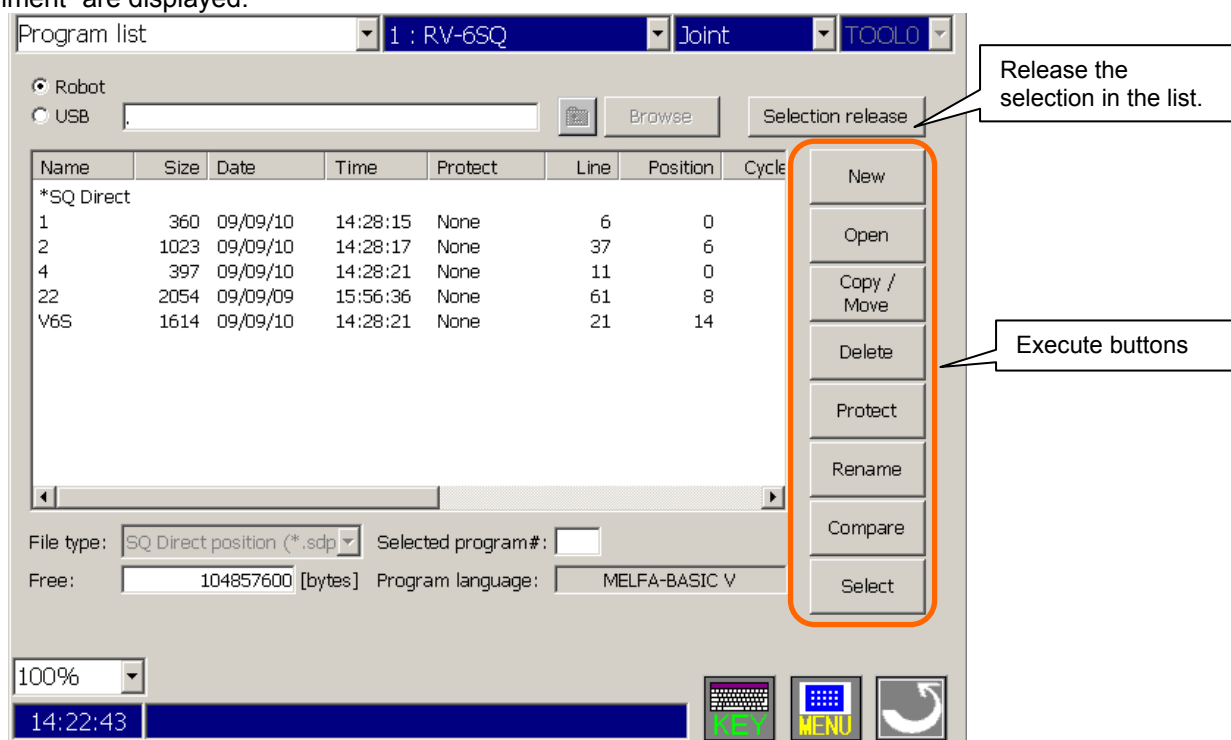 nment" are displayed.
Program list 1 : RV-6SQ Joint TOOL0
Robot
USB . Browse Selection release
Release the
selection in the list.
Name Size Date Time Protect Line Position Cycle
*SQ Direct
1 360 09/09/10 14:28:15 None 6 0
2 1023 09/09/10 14:28:17 None 37 6
4 397 09/09/10 14:28:21 None 11 0
22 2054 09/09/09 15:56:36 None 61 8
V6S 1614 09/09/10 14:28:21 None 21 14
New
Open
Copy /
Move
Delete
Protect
Rename
Compare
Select
Execute buttons
File type: SQ Direct position (*.sdp Selected program#:
Free: 104857600 [bytes] Program language: MELFA-BASIC V
100%
14:22:43 KEY MENU